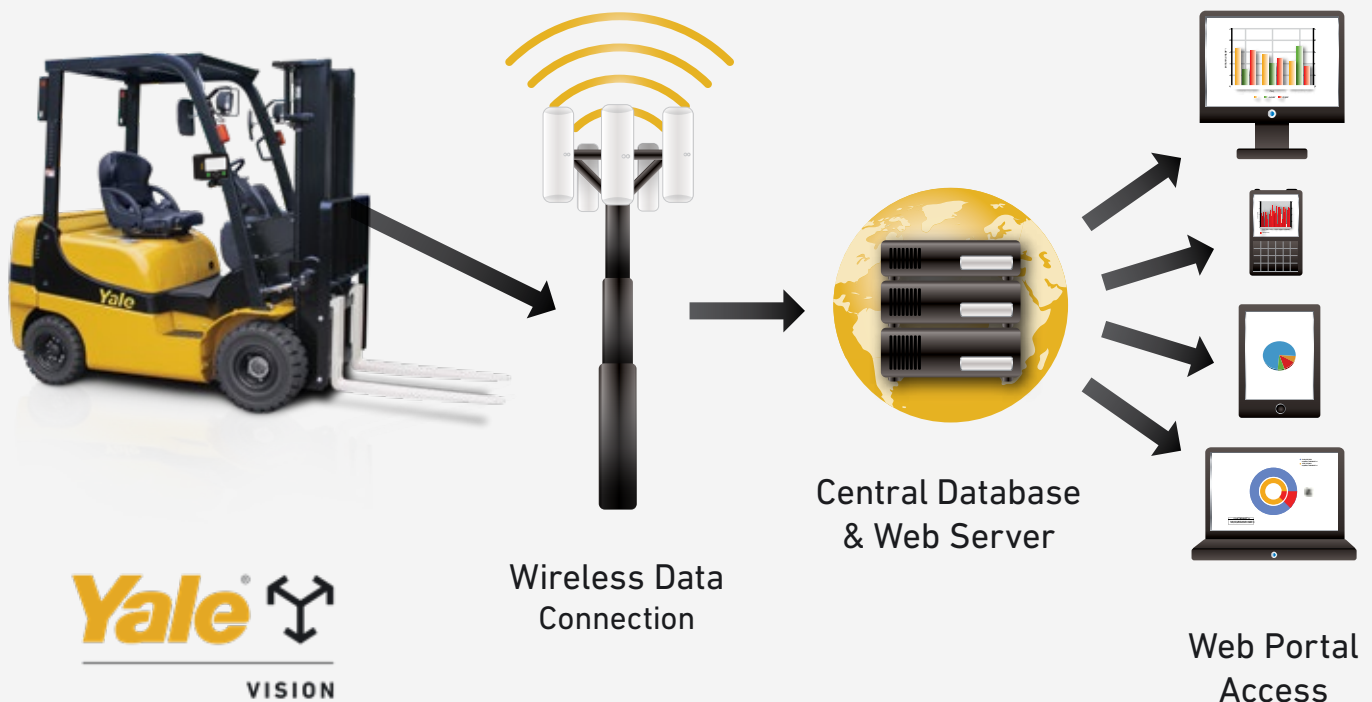 Yale
Yale®
VISION
Wireless Data
Connection
Central Database
& Web Server
Web Portal
Access